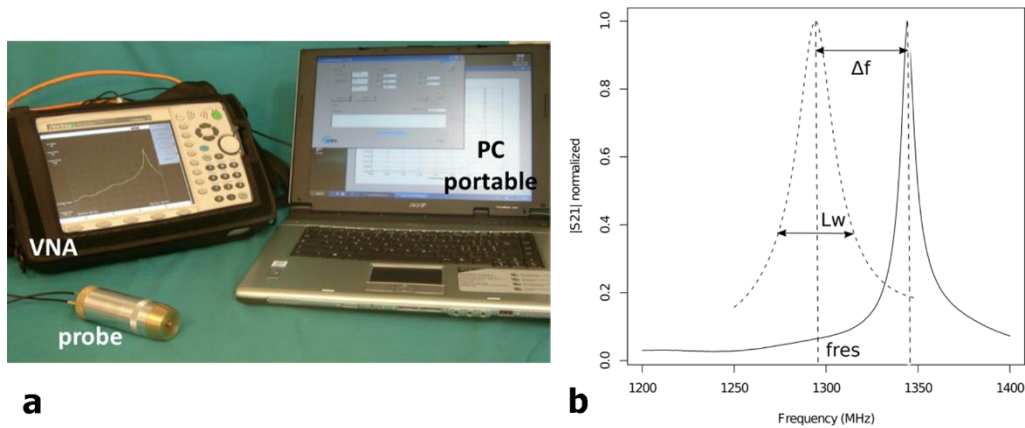 PC
portable
acer
VNA
probe
a
1.0
0.8
0.6
0.4
0.2
0.0
|S21| normalized
Δf
Lw
fres
1200
1250
1300
1350
1400
Frequency (MHz)
b